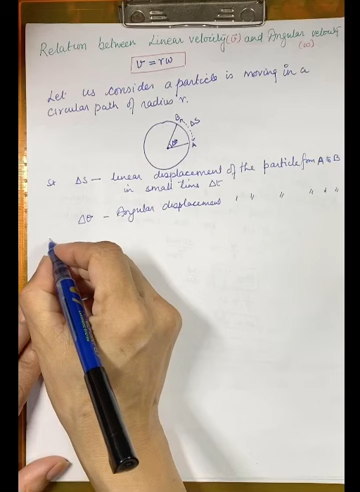 Relation between Linear velocity (v⃗) and Angular velocity (ω)
v = rω
Let us consider a particle is moving in a
circular path of radius r.
B ΔS
r Δθ
A
ΔS — linear displacement of the particle from A to B
in small time Δt
Δθ — Angular displacement " " " " " "